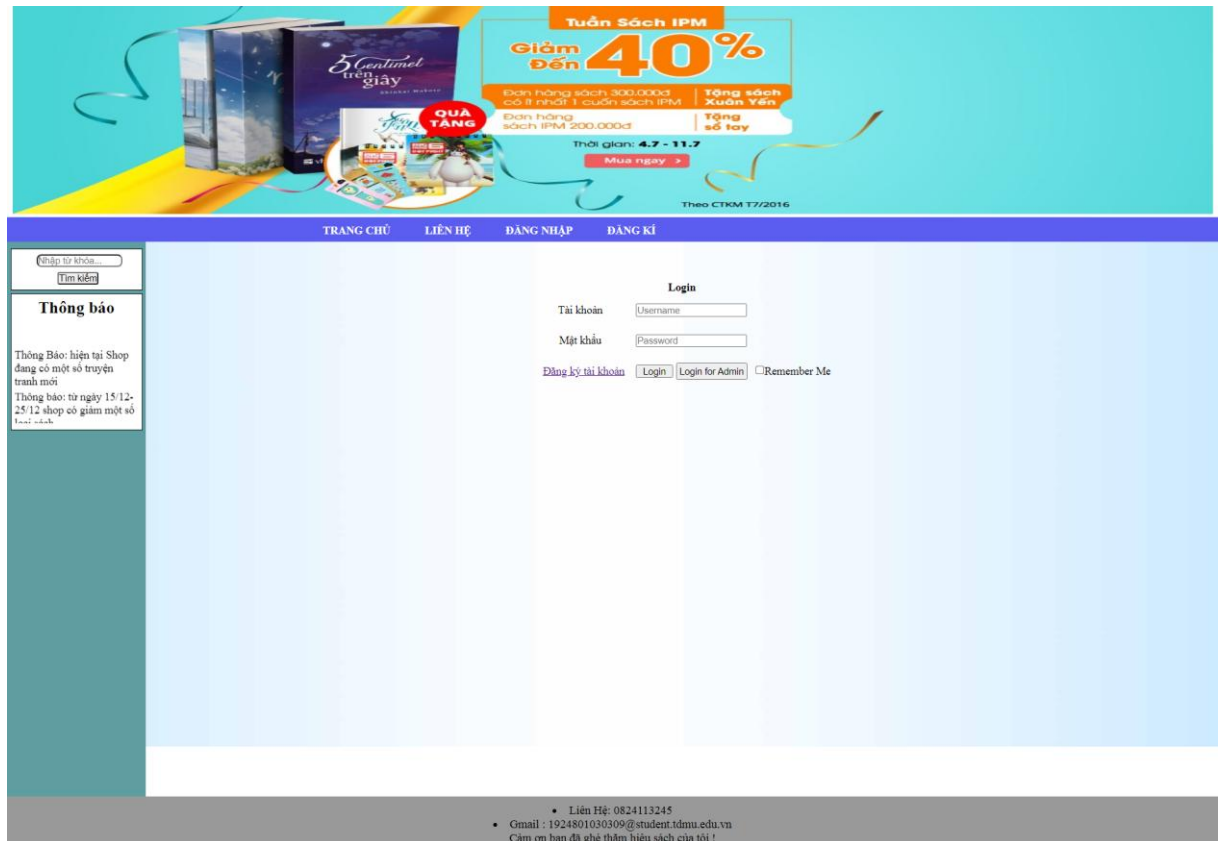 Tuần Sách IPM
Giảm
Đến 40%
5 Centimet
trên
giây
SHINKAI MAKOTO
QUÀ
TẶNG
Đơn hàng sách 300.000đ
có ít nhất 1 cuốn sách IPM
Tặng sách
Xuân Yến
Đơn hàng
sách IPM 200.000đ
Tặng
sổ tay
Thời gian: 4.7 - 11.7
Mua ngay >
Theo CTKM T7/2016
TRANG CHỦ LIÊN HỆ ĐĂNG NHẬP ĐĂNG KÍ
Nhập từ khóa...
Tìm kiếm
Thông báo
Thông Báo: hiện tại Shop
đang có một số truyện
tranh mới
Thông báo: từ ngày 15/12-
25/12 shop có giảm một số
loại sách
Login
Tài khoản Username
Mật khẩu Password
Đăng ký tài khoản Login Login for Admin Remember Me
• Liên Hệ: 0824113245
• Gmail : 1924801030309@student.tdmu.edu.vn
Cảm ơn bạn đã ghé thăm hiệu sách của tôi !